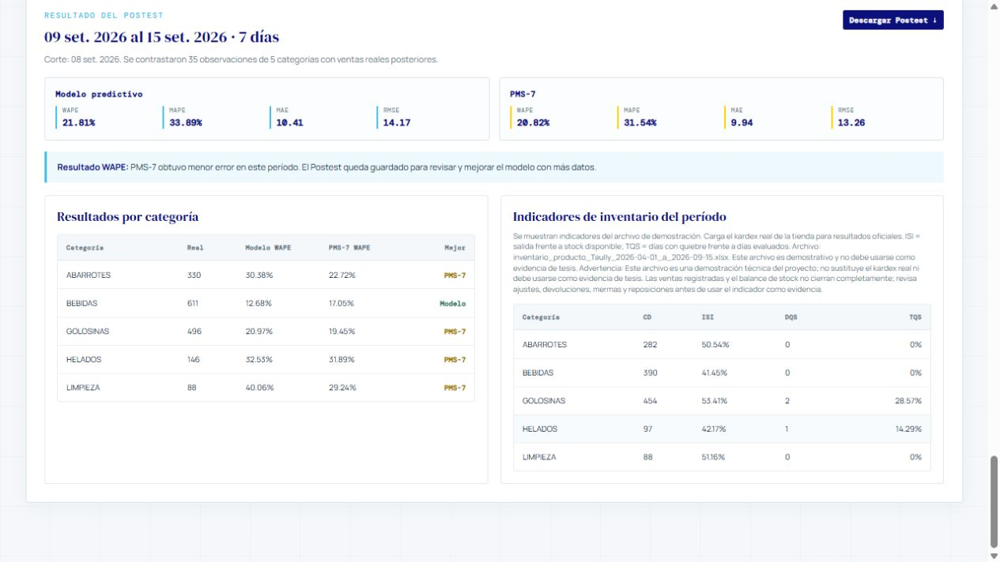 RESULTADO DEL POSTEST
Descargar Postest ↓
09 set. 2026 al 15 set. 2026 · 7 días
Corte: 08 set. 2026. Se contrastaron 35 observaciones de 5 categorías con ventas reales posteriores.
Modelo predictivo
WAPE MAPE MAE RMSE
21.81% 33.89% 10.41 14.17
PMS-7
WAPE MAPE MAE RMSE
20.82% 31.54% 9.94 13.26
Resultado WAPE: PMS-7 obtuvo menor error en este período. El Postest queda guardado para revisar y mejorar el modelo con más datos.
Resultados por categoría
Categoría Real Modelo WAPE PMS-7 WAPE Mejor
ABARROTES 330 30.38% 22.72% PMS-7
BEBIDAS 611 12.68% 17.05% Modelo
GOLOSINAS 496 20.97% 19.45% PMS-7
HELADOS 146 32.53% 31.89% PMS-7
LIMPIEZA 88 40.06% 29.24% PMS-7
Indicadores de inventario del período
Se muestran indicadores del archivo de demostración. Carga el kardex real de la tienda para resultados oficiales. ISI =
salida frente a stock disponible; TQS = días con quiebre frente a días evaluados. Archivo:
inventario_producto_Taully_2026-04-01_a_2026-09-15.xlsx. Este archivo es demostrativo y no debe usarse como
evidencia de tesis. Advertencia: Este archivo es una demostración técnica del proyecto; no sustituye el kardex real ni
debe usarse como evidencia de tesis. Las ventas registradas y el balance de stock no cierran completamente; revisa
ajustes, devoluciones, mermas y reposiciones antes de usar el indicador como evidencia.
Categoría CD ISI DQS TQS
ABARROTES 282 50.54% 0 0%
BEBIDAS 390 41.45% 0 0%
GOLOSINAS 454 53.41% 2 28.57%
HELADOS 97 42.17% 1 14.29%
LIMPIEZA 88 51.16% 0 0%